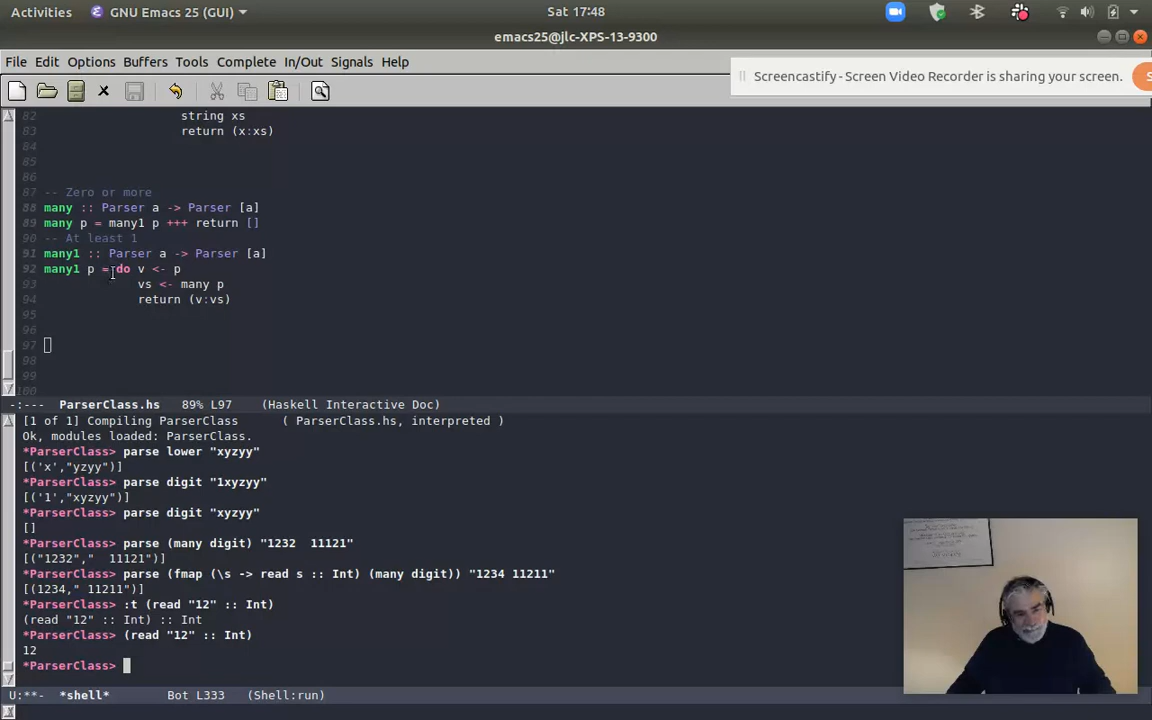 Activities GNU Emacs 25 (GUI) Sat 17:48
emacs25@jlc-XPS-13-9300
File Edit Options Buffers Tools Complete In/Out Signals Help
Screencastify - Screen Video Recorder is sharing your screen. S
82 string xs
83 return (x:xs)
84
85
86
87 -- Zero or more
88 many :: Parser a -> Parser [a]
89 many p = many1 p +++ return []
90 -- At least 1
91 many1 :: Parser a -> Parser [a]
92 many1 p = do v <- p
93 vs <- many p
94 return (v:vs)
95
96
97
98
99
100
-:--- ParserClass.hs 89% L97 (Haskell Interactive Doc)
[1 of 1] Compiling ParserClass ( ParserClass.hs, interpreted )
Ok, modules loaded: ParserClass.
*ParserClass> parse lower "xyzyy"
[('x',"yzyy")]
*ParserClass> parse digit "1xyzyy"
[('1',"xyzyy")]
*ParserClass> parse digit "xyzyy"
[]
*ParserClass> parse (many digit) "1232  11121"
[("1232","  11121")]
*ParserClass> parse (fmap (\s -> read s :: Int) (many digit)) "1234 11211"
[(1234," 11211")]
*ParserClass> :t (read "12" :: Int)
(read "12" :: Int) :: Int
*ParserClass> (read "12" :: Int)
12
*ParserClass>
U:**- *shell* Bot L333 (Shell:run)